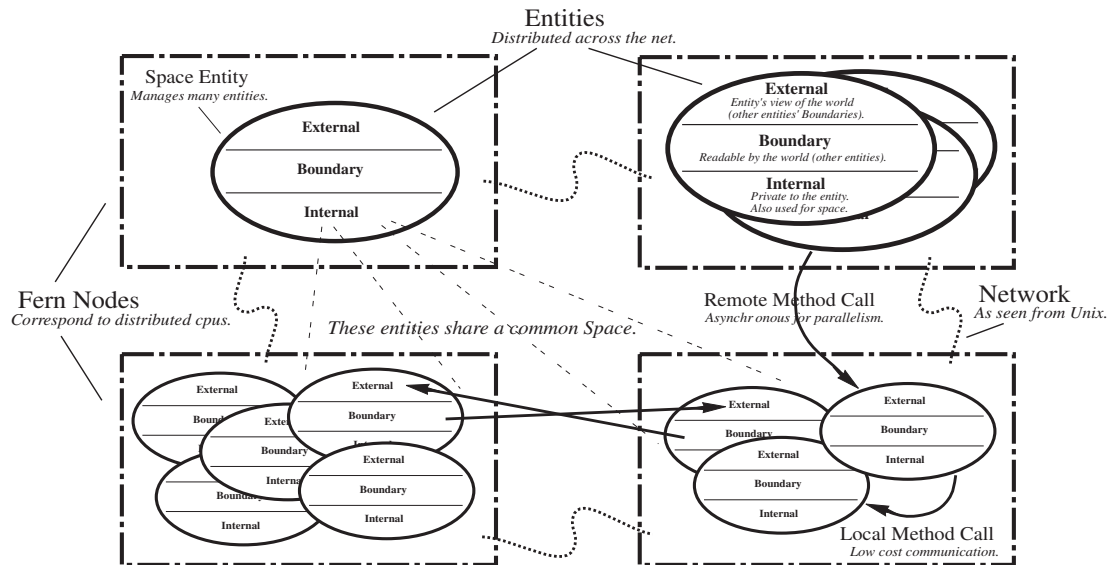 Entities
Distributed across the net.
Space Entity
Manages many entities.
External
Boundary
Internal
External
Entity's view of the world
(other entities' Boundaries).
Boundary
Readable by the world (other entities).
Internal
Private to the entity.
Also used for space.
Fern Nodes
Correspond to distributed cpus.
These entities share a common Space.
Remote Method Call
Asynchr onous for parallelism.
Network
As seen from Unix.
External
External
Boundary
External
Boundary
Internal
External
Boundary
Internal
External
Boundary
External
Boundary
Internal
External
Boundary
Internal
Local Method Call
Low cost communication.